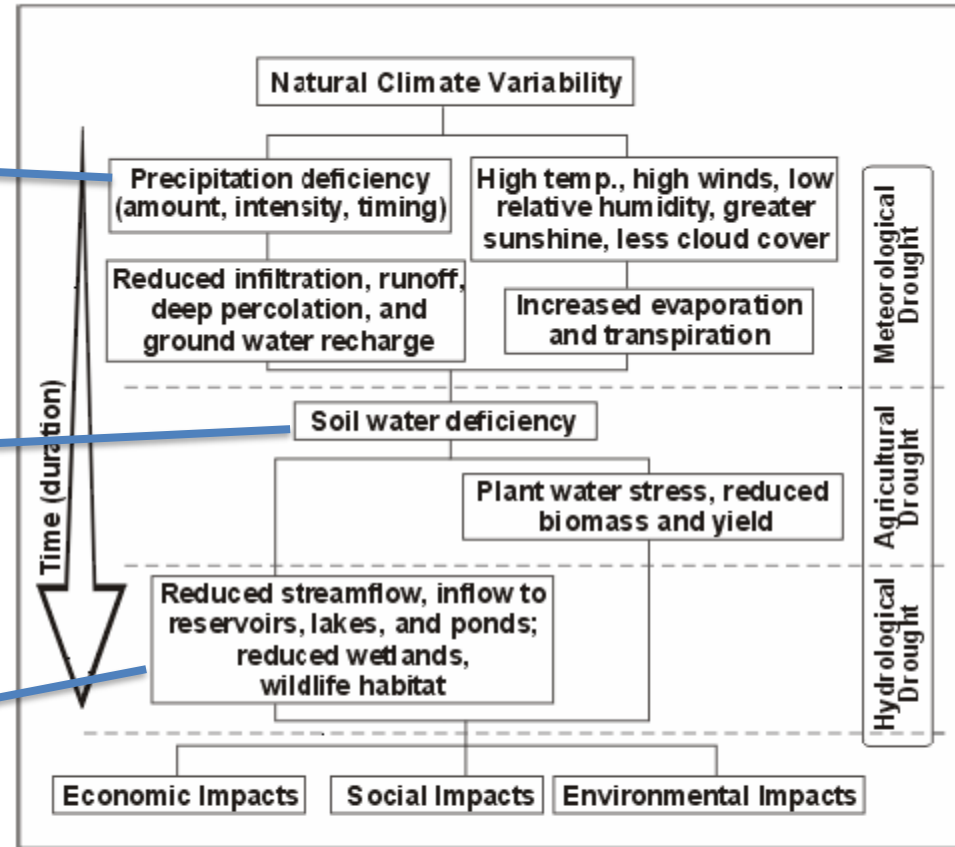 Natural Climate Variability
Precipitation deficiency
(amount, intensity, timing)
High temp., high winds, low
relative humidity, greater
sunshine, less cloud cover
Reduced infiltration, runoff,
deep percolation, and
ground water recharge
Increased evaporation
and transpiration
Meteorological
Drought
Soil water deficiency
Plant water stress, reduced
biomass and yield
Agricultural
Drought
Time (duration)
Reduced streamflow, inflow to
reservoirs, lakes, and ponds;
reduced wetlands,
wildlife habitat
Hydrological
Drought
Economic Impacts
Social Impacts
Environmental Impacts